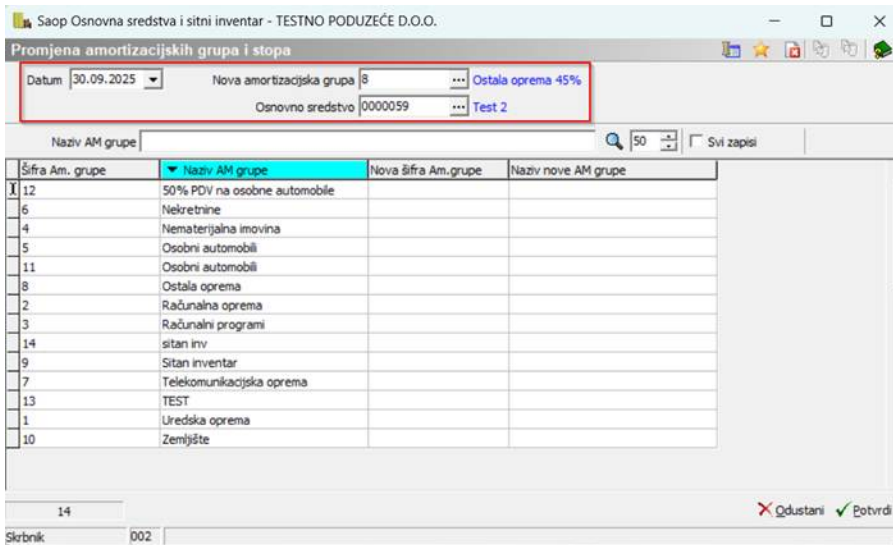 Saop Osnovna sredstva i sitni inventar - TESTNO PODUZEĆE D.O.O.
Promjena amortizacijskih grupa i stopa
Datum 30.09.2025 Nova amortizacijska grupa 8 ... Ostala oprema 45%
Osnovno sredstvo 0000059 ... Test 2
Naziv AM grupe 50 Svi zapisi
Šifra Am. grupe Naziv AM grupe Nova šifra Am.grupe Naziv nove AM grupe
12 50% PDV na osobne automobile
6 Nekretnine
4 Nematerijalna imovina
5 Osobni automobili
11 Osobni automobili
8 Ostala oprema
2 Računalna oprema
3 Računalni programi
14 sitan inv
9 Sitan inventar
7 Telekomunikacijska oprema
13 TEST
1 Uredska oprema
10 Zemljište
14 Odustani Potvrdi
Skrbnik 002